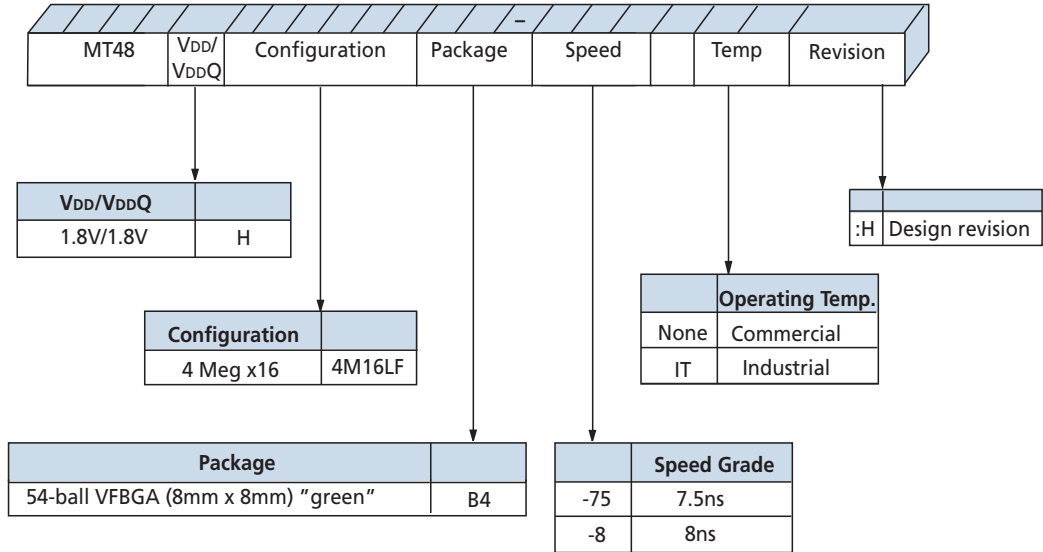 –
MT48 VDD/ Configuration Package Speed Temp Revision
VDDQ
VDD/VDDQ
1.8V/1.8V H
:H Design revision
Operating Temp.
None Commercial
IT Industrial
Configuration
4 Meg x16 4M16LF
Package
54-ball VFBGA (8mm x 8mm) ”green” B4
Speed Grade
-75 7.5ns
-8 8ns